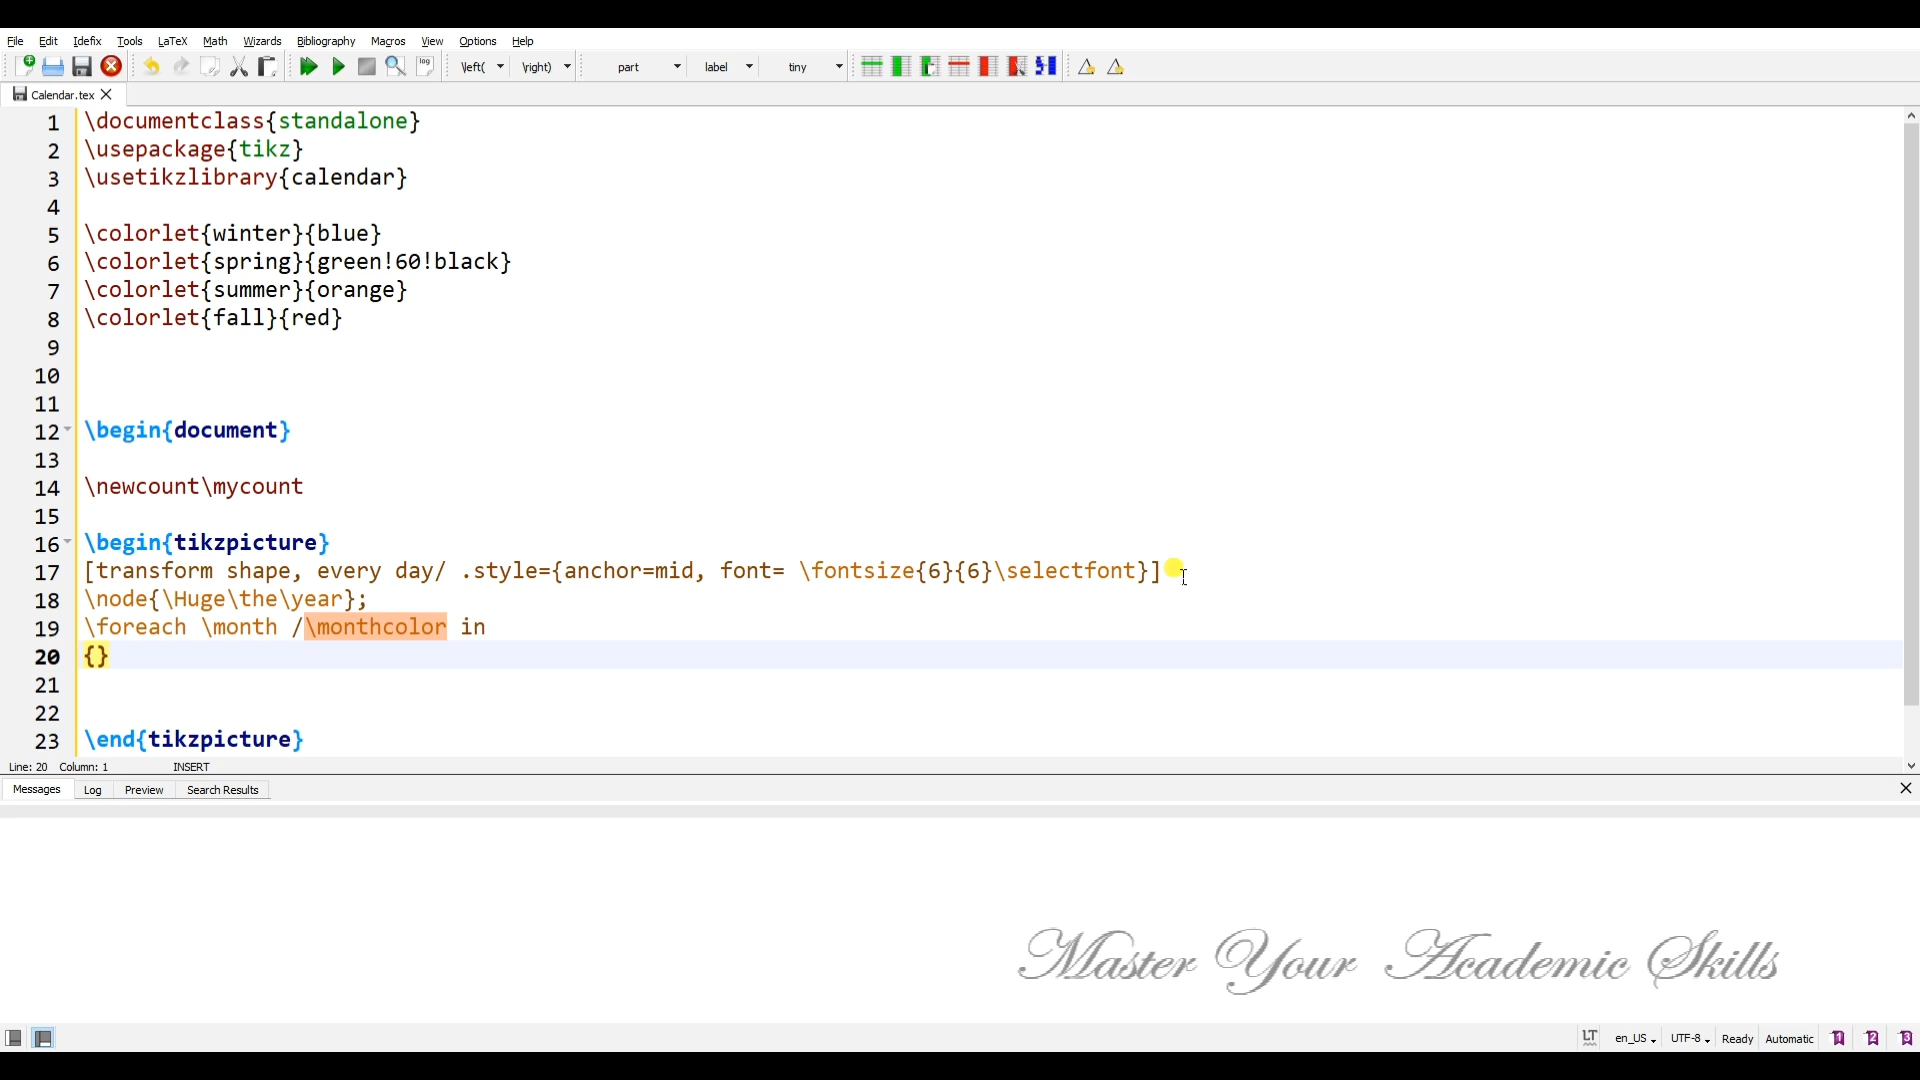 File Edit Idefix Tools LaTeX Math Wizards Bibliography Macros View Options Help
\left( \right) part label tiny
Calendar.tex
1 \documentclass{standalone}
2 \usepackage{tikz}
3 \usetikzlibrary{calendar}
4
5 \colorlet{winter}{blue}
6 \colorlet{spring}{green!60!black}
7 \colorlet{summer}{orange}
8 \colorlet{fall}{red}
9
10
11
12 \begin{document}
13
14 \newcount\mycount
15
16 \begin{tikzpicture}
17 [transform shape, every day/ .style={anchor=mid, font= \fontsize{6}{6}\selectfont}]
18 \node{\Huge\the\year};
19 \foreach \month /\monthcolor in
20 {}
21
22
23 \end{tikzpicture}
Line: 20 Column: 1 INSERT
Messages Log Preview Search Results
Master Your Academic Skills
LT en_US UTF-8 Ready Automatic 1 2 3